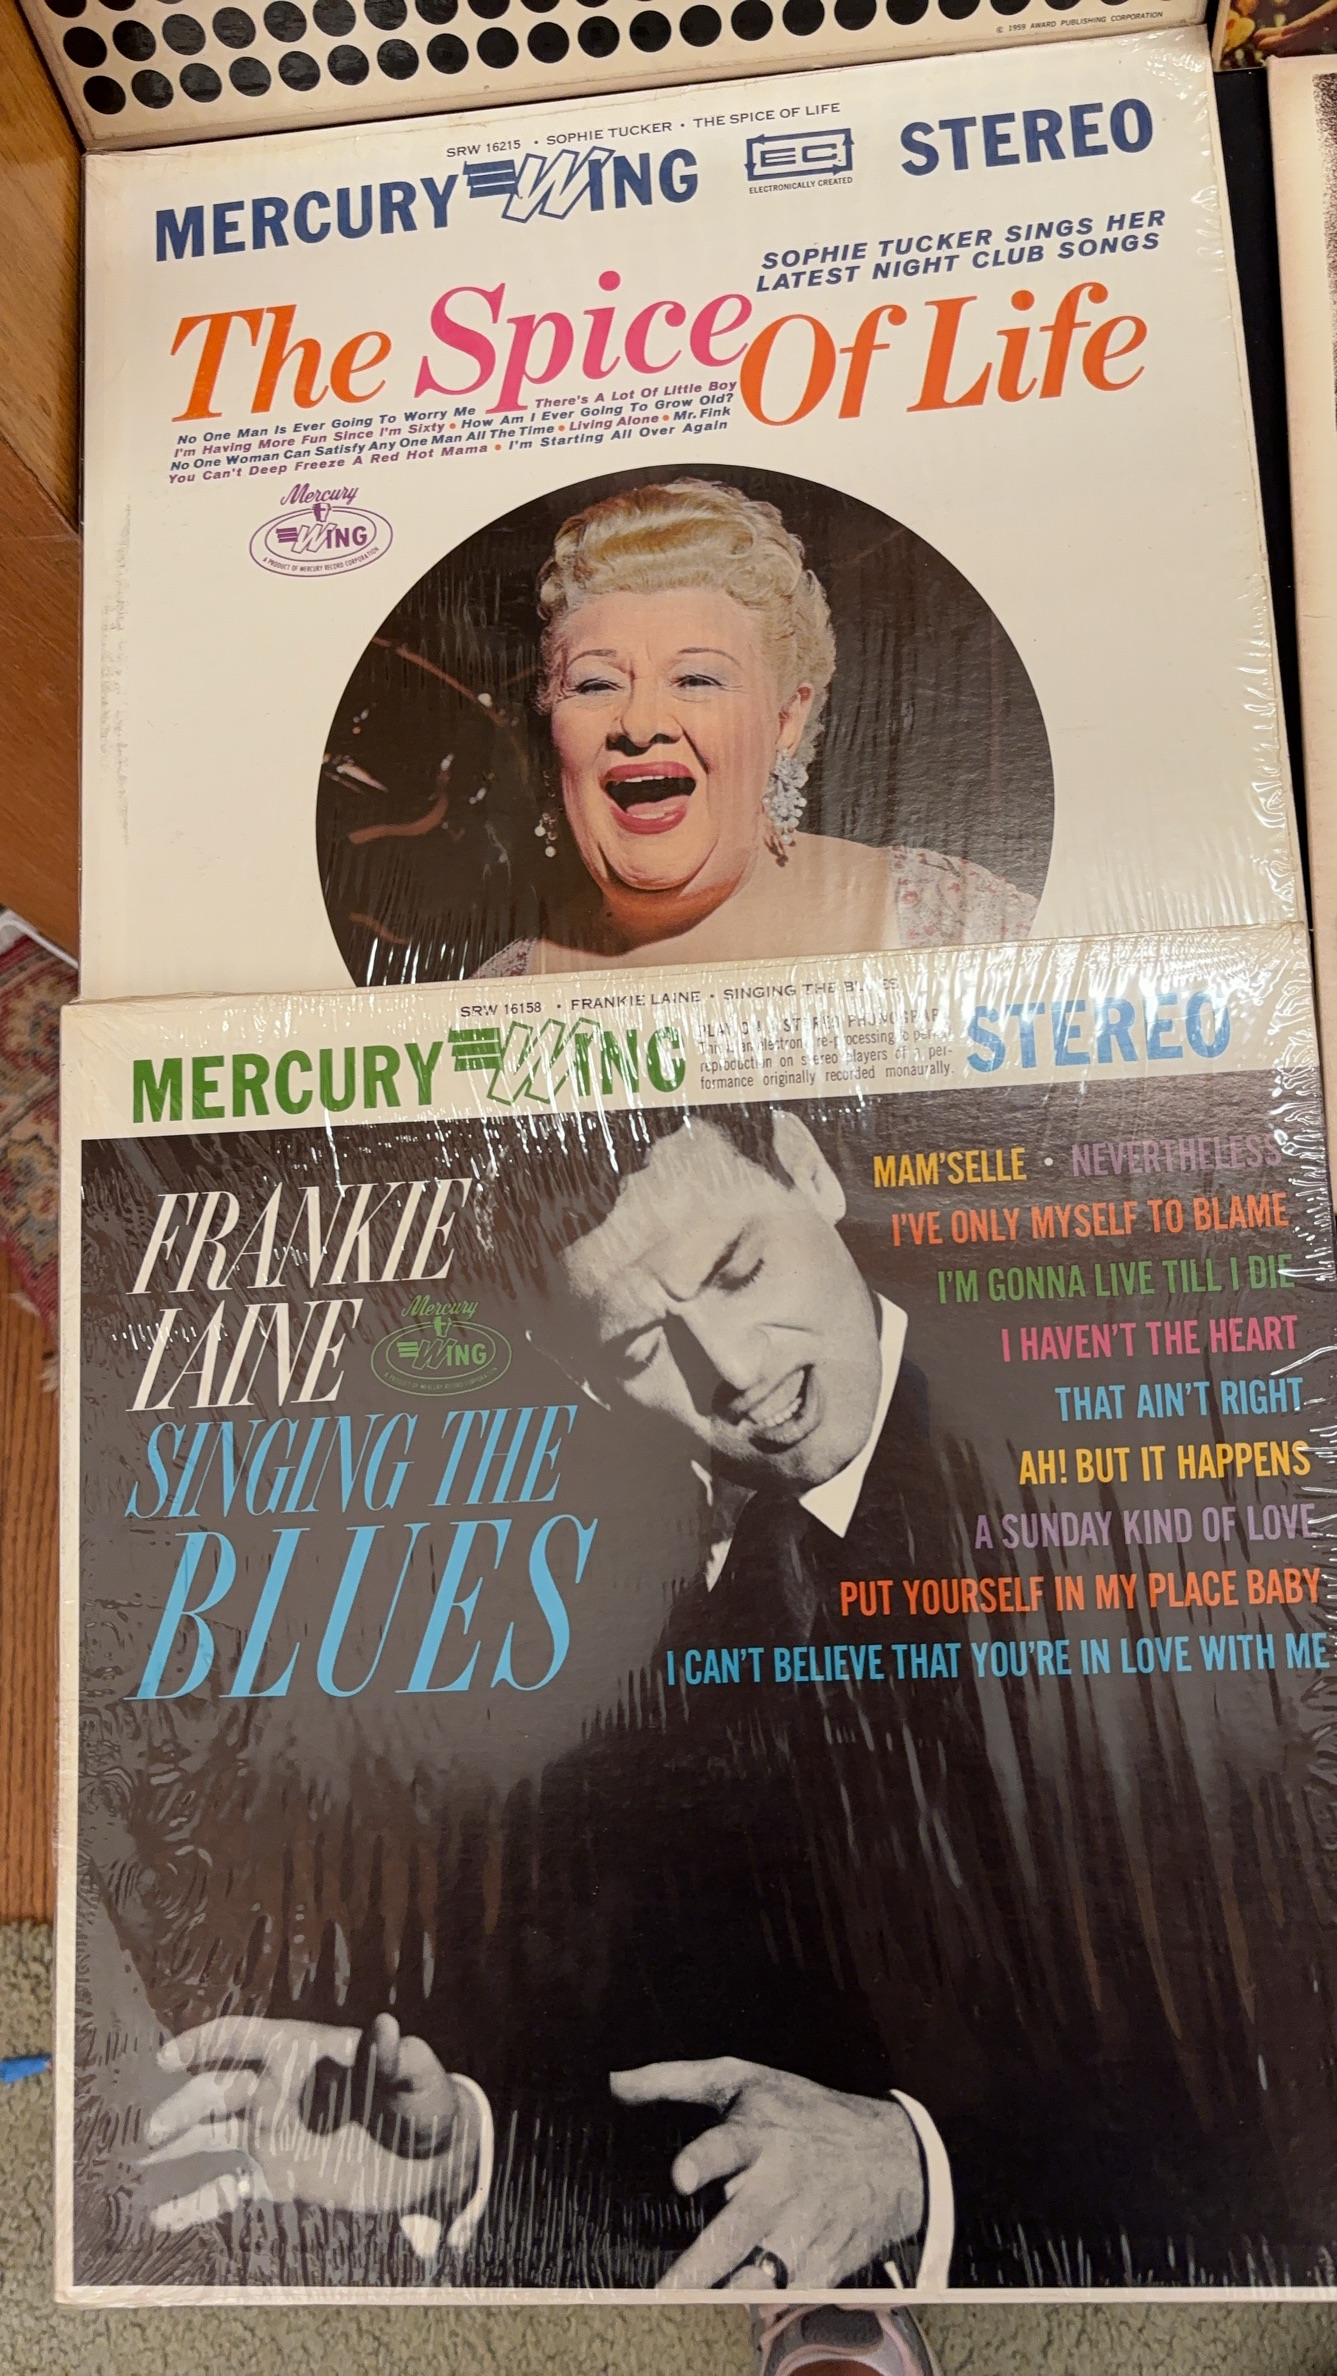 © 1959 AWARD PUBLISHING CORPORATION
SRW 16215 • SOPHIE TUCKER • THE SPICE OF LIFE
MERCURY WING
EC
ELECTRONICALLY CREATED
STEREO
SOPHIE TUCKER SINGS HER
LATEST NIGHT CLUB SONGS
The Spice Of Life
No One Man Is Ever Going To Worry Me • There's A Lot Of Little Boy
I'm Having More Fun Since I'm Sixty • How Am I Ever Going To Grow Old?
No One Woman Can Satisfy Any One Man All The Time • Living Alone • Mr. Fink
You Can't Deep Freeze A Red Hot Mama • I'm Starting All Over Again
Mercury
WING
A PRODUCT OF MERCURY RECORD CORPORATION
SRW 16158 • FRANKIE LAINE • SINGING THE BLUES
MERCURY WING
re-processing
reproduction on stereo players of a per-
formance originally recorded monaurally.
STEREO
FRANKIE
LAINE
Mercury
WING
A PRODUCT OF MERCURY RECORD CORPORATION
SINGING THE
BLUES
MAM'SELLE • NEVERTHELESS
I'VE ONLY MYSELF TO BLAME
I'M GONNA LIVE TILL I DIE
I HAVEN'T THE HEART
THAT AIN'T RIGHT
AH! BUT IT HAPPENS
A SUNDAY KIND OF LOVE
PUT YOURSELF IN MY PLACE BABY
I CAN'T BELIEVE THAT YOU'RE IN LOVE WITH ME